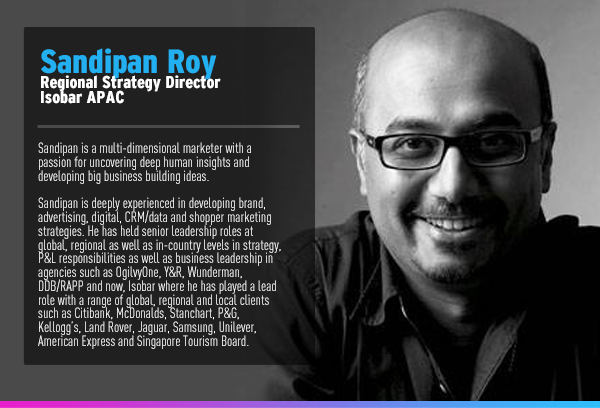 Sandipan Roy
Regional Strategy Director
Isobar APAC
Sandipan is a multi-dimensional marketer with a
passion for uncovering deep human insights and
developing big business building ideas.
Sandipan is deeply experienced in developing brand,
advertising, digital, CRM/data and shopper marketing
strategies. He has held senior leadership roles at
global, regional as well as in-country levels in strategy,
P&L responsibilities as well as business leadership in
agencies such as OgilvyOne, Y&R, Wunderman,
DDB/RAPP and now, Isobar where he has played a lead
role with a range of global, regional and local clients
such as Citibank, McDonalds, Stanchart, P&G,
Kellogg's, Land Rover, Jaguar, Samsung, Unilever,
American Express and Singapore Tourism Board.